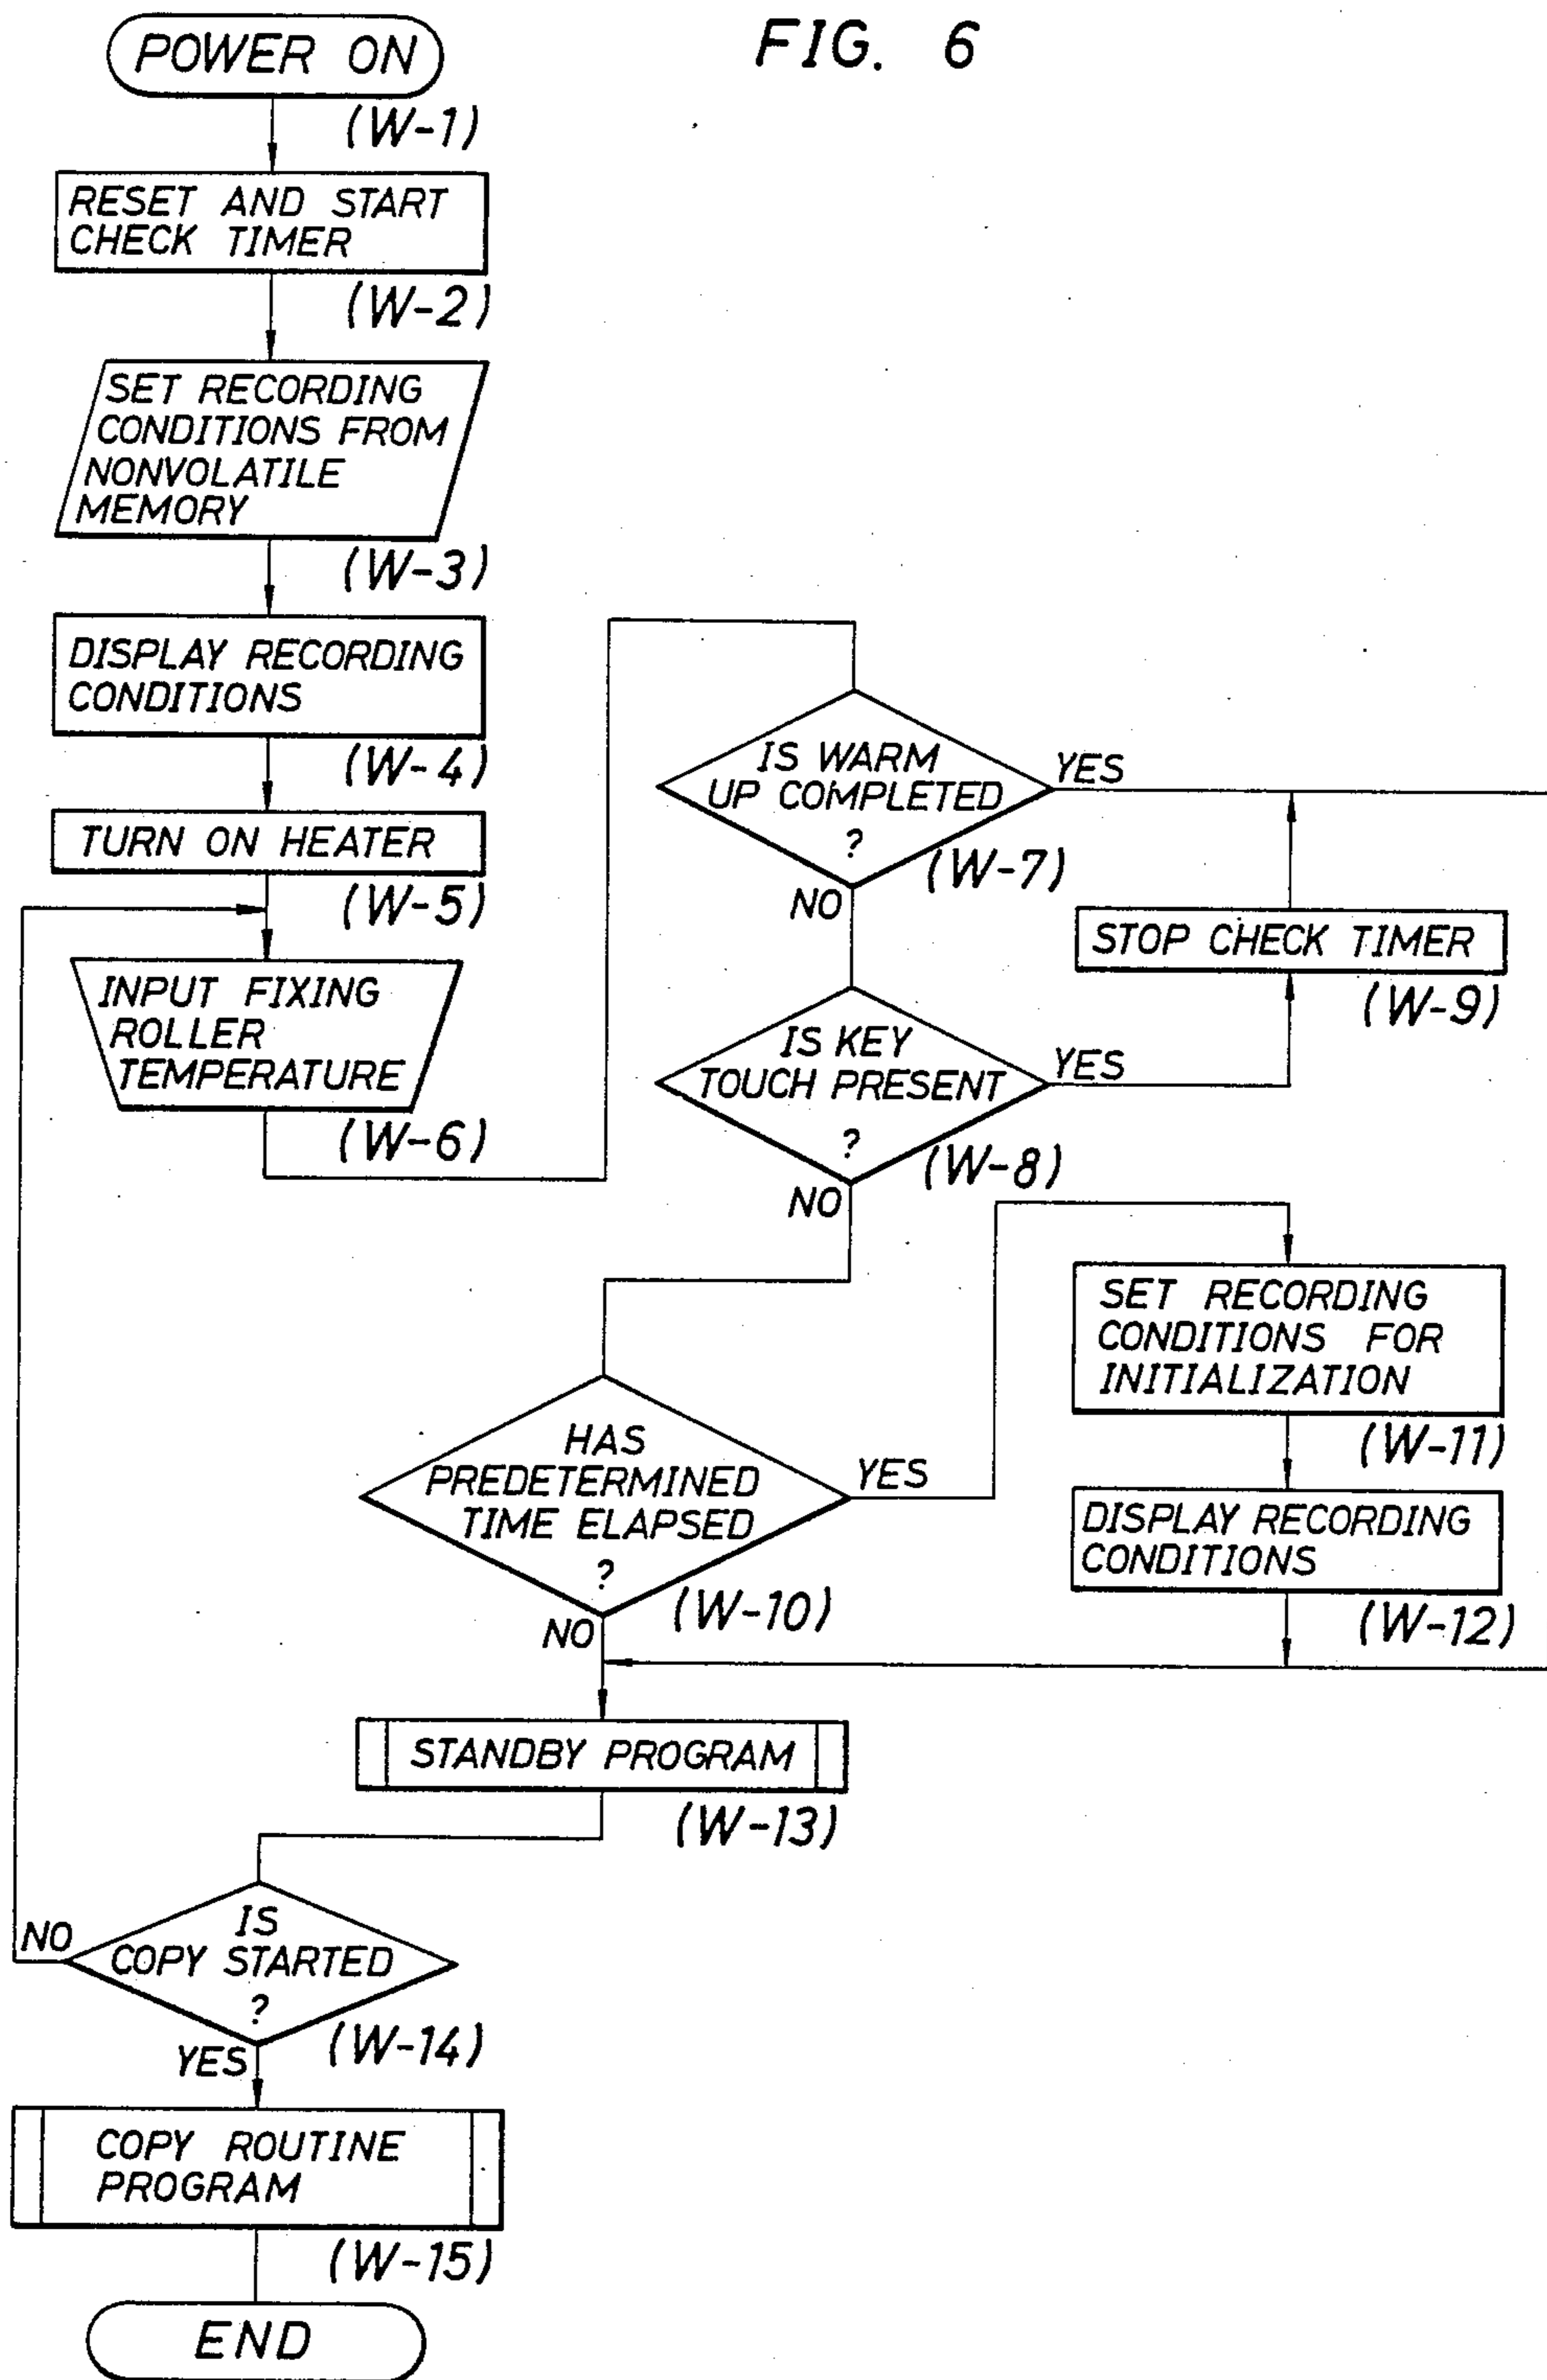 FIG. 6
POWER ON
(W-1)
RESET AND START
CHECK TIMER
(W-2)
SET RECORDING
CONDITIONS FROM
NONVOLATILE
MEMORY
(W-3)
DISPLAY RECORDING
CONDITIONS
(W-4)
TURN ON HEATER
(W-5)
INPUT FIXING
ROLLER
TEMPERATURE
(W-6)
IS WARM
UP COMPLETED
?
YES
(W-7)
NO
IS KEY
TOUCH PRESENT
?
YES
(W-8)
NO
STOP CHECK TIMER
(W-9)
HAS
PREDETERMINED
TIME ELAPSED
?
YES
(W-10)
NO
SET RECORDING
CONDITIONS FOR
INITIALIZATION
(W-11)
DISPLAY RECORDING
CONDITIONS
(W-12)
STANDBY PROGRAM
(W-13)
IS
COPY STARTED
?
NO
(W-14)
YES
COPY ROUTINE
PROGRAM
(W-15)
END